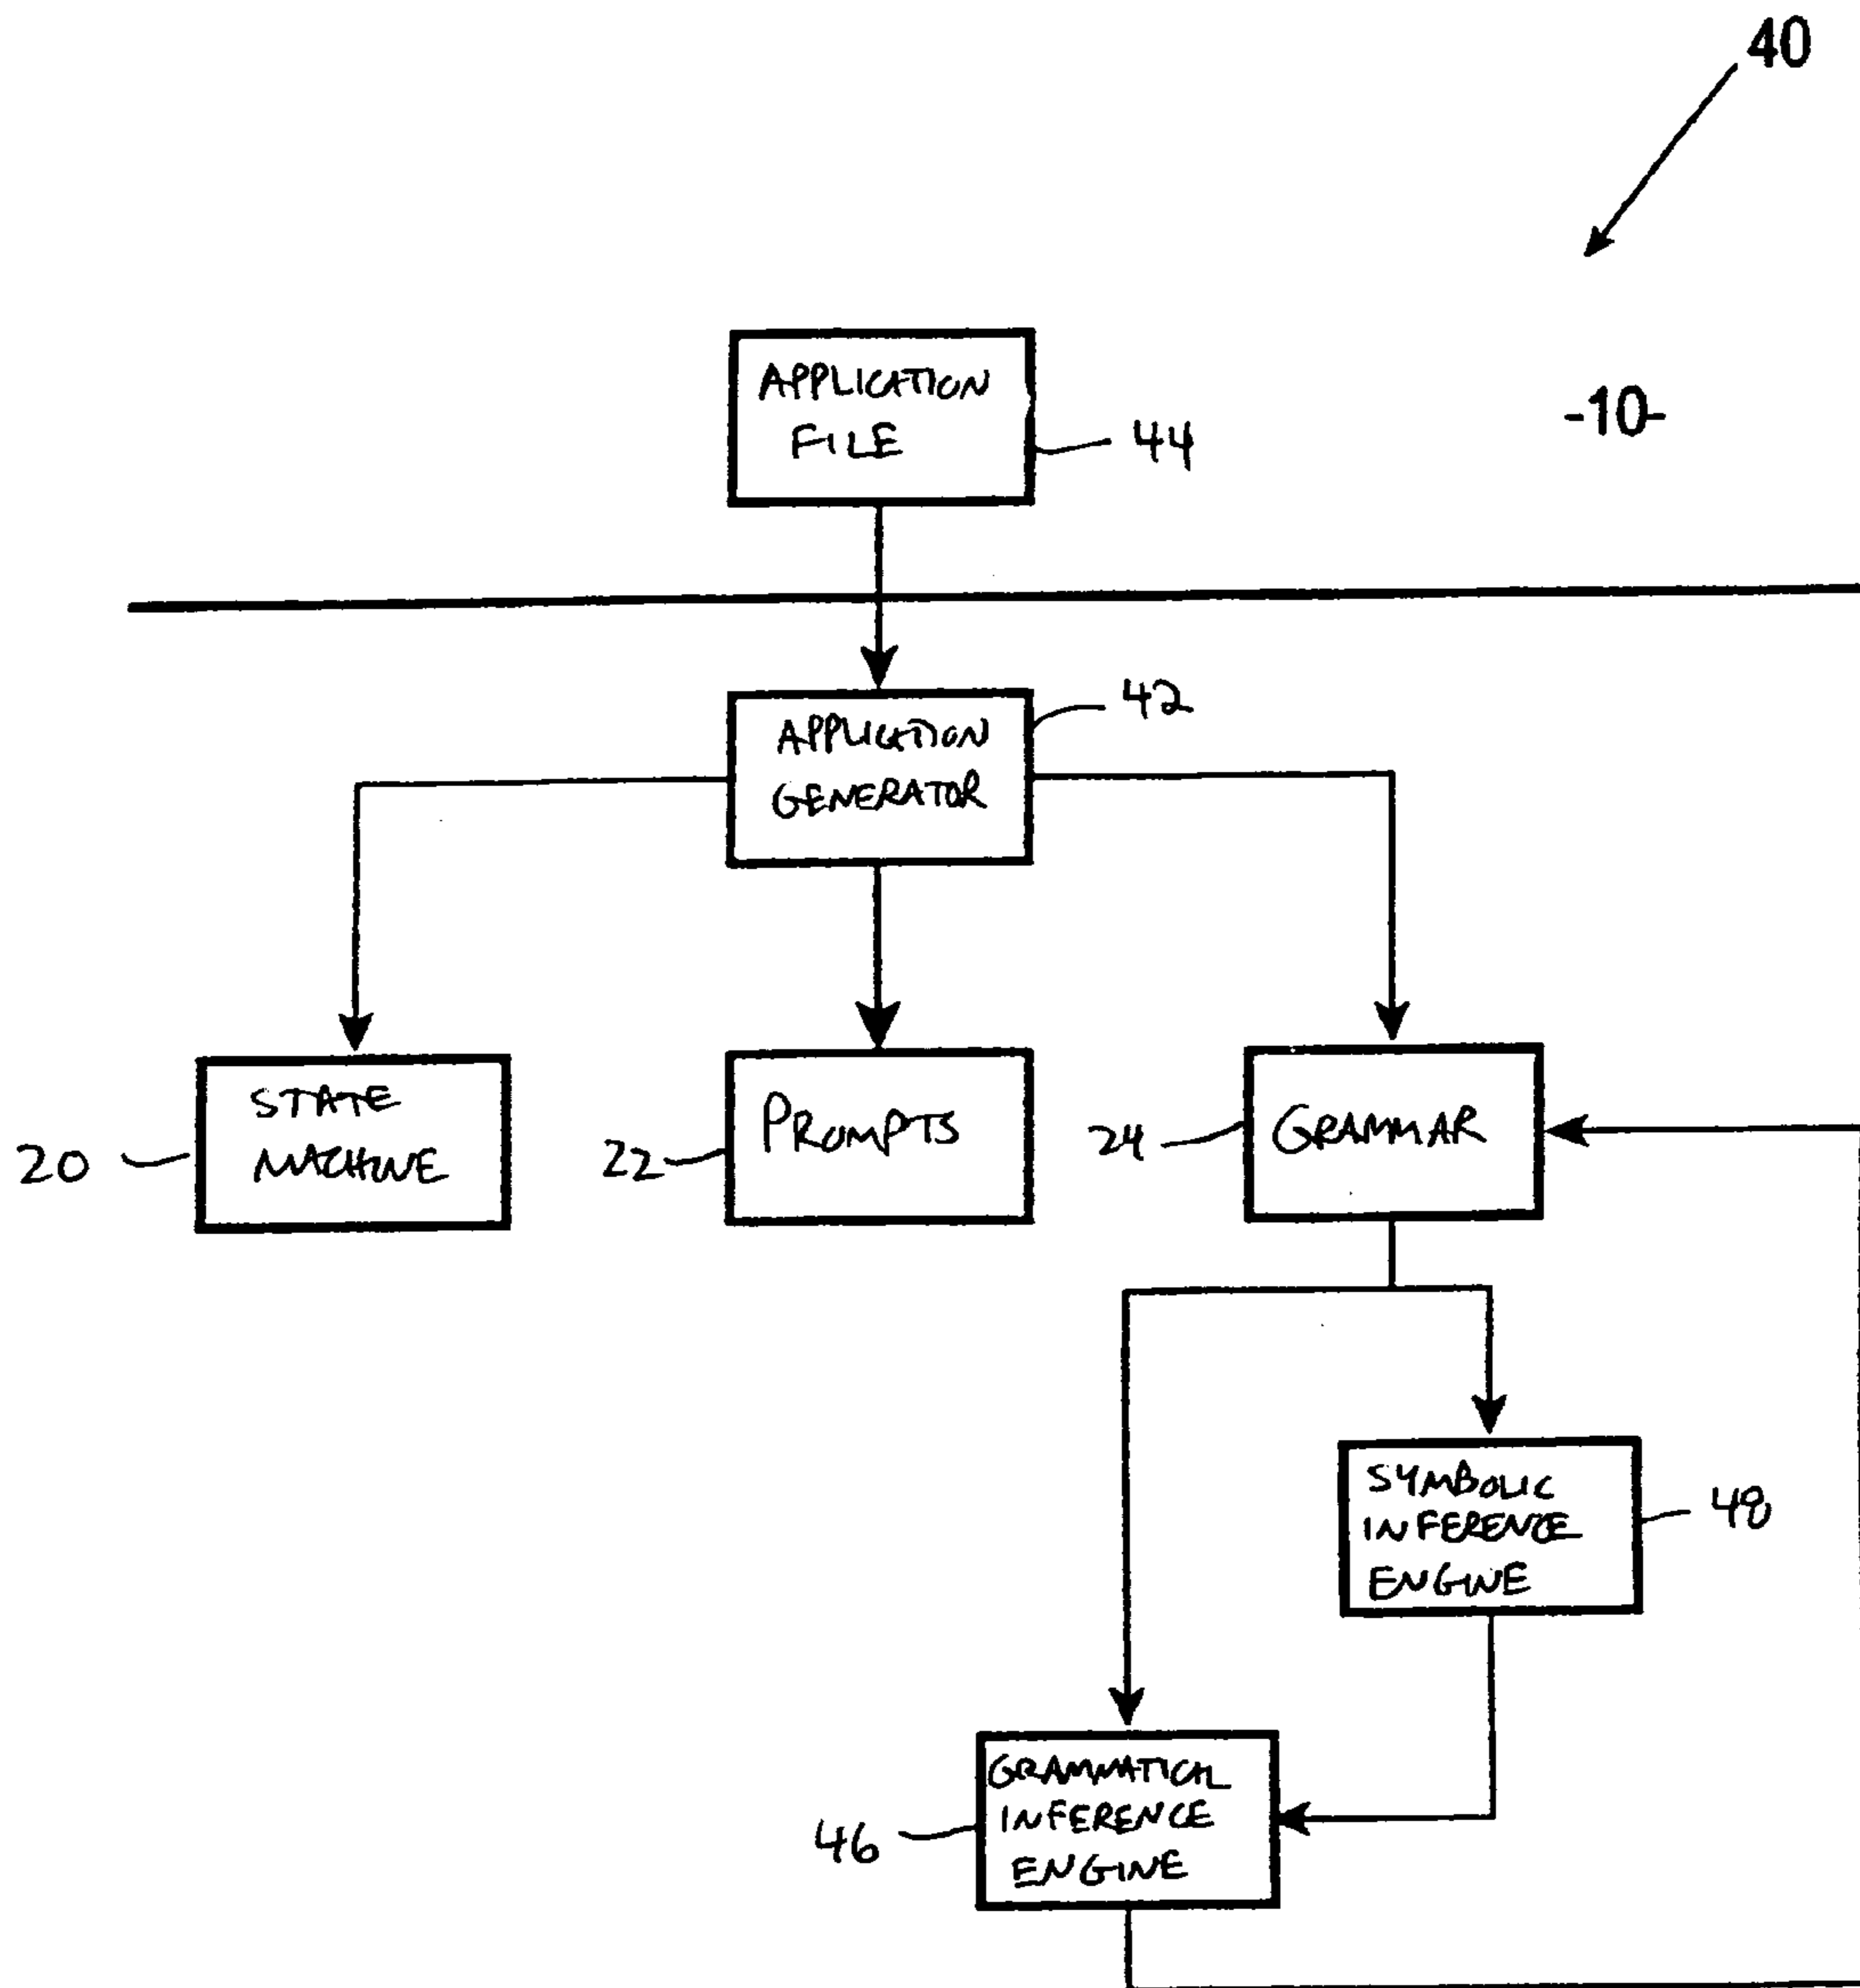 40
APPLICATION
FILE
44
-10-
42
APPLICATION
GENERATOR
STATE
MACHINE
20
PROMPTS
22
GRAMMAR
24
SYMBOLIC
INFERENCE
ENGINE
48
GRAMMATICAL
INFERENCE
ENGINE
46